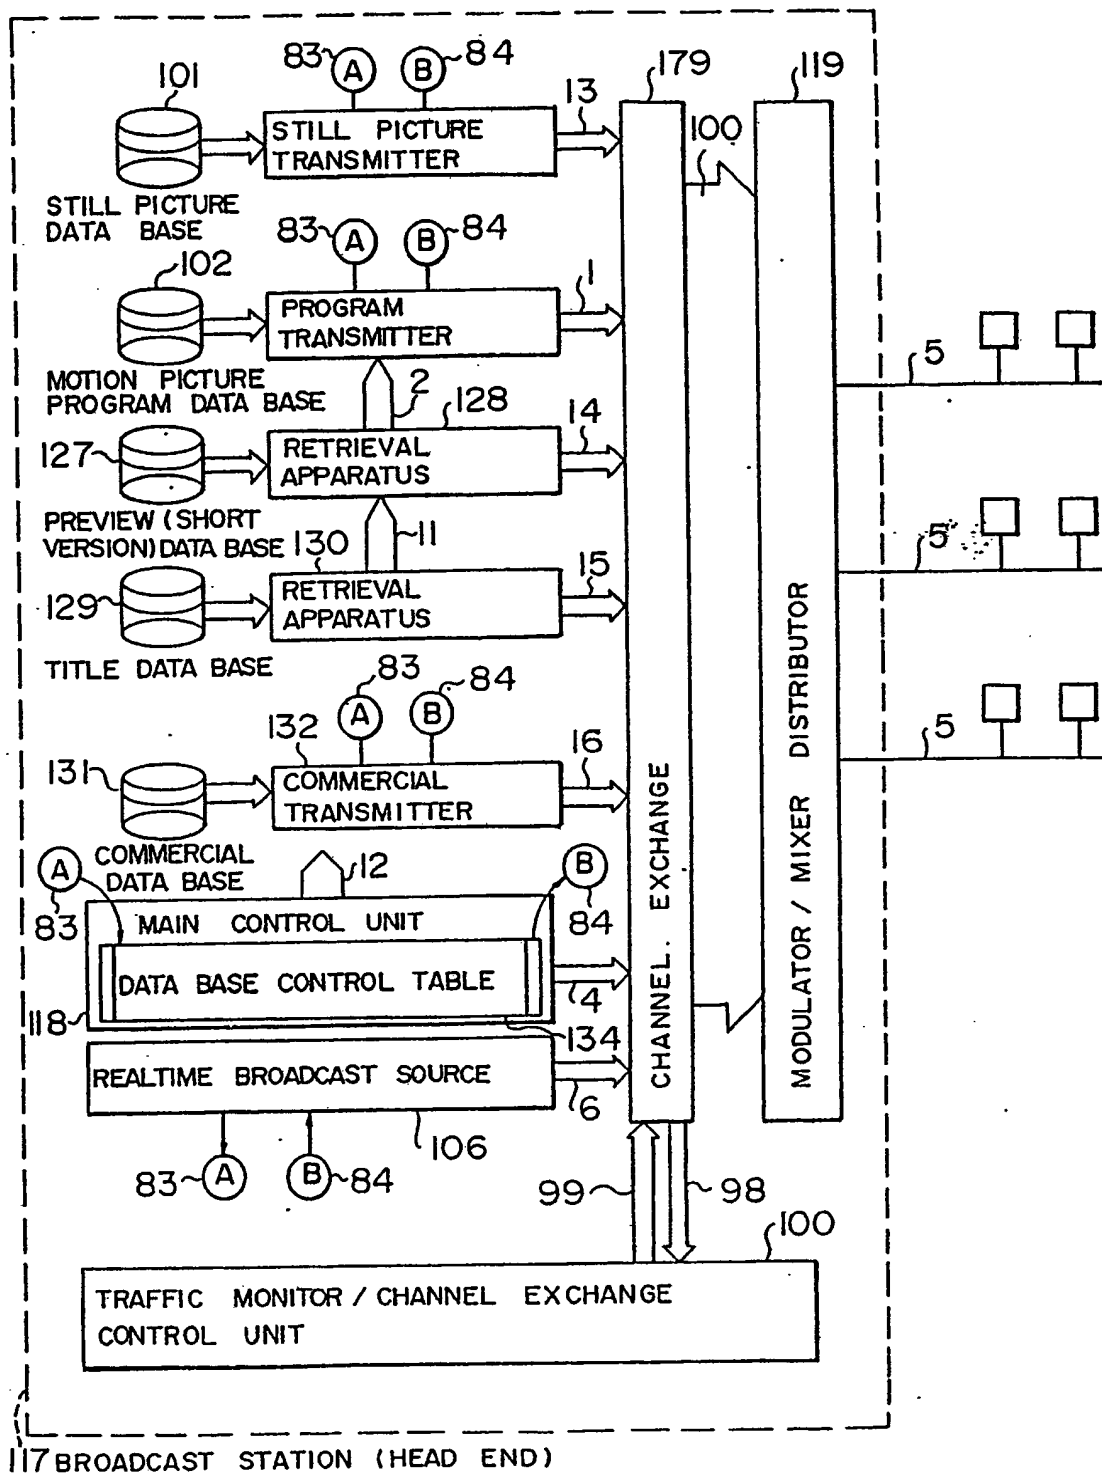 83 A B 84
101
179
119
13
STILL PICTURE
TRANSMITTER
100
STILL PICTURE
DATA BASE
83 A B 84
102
1
PROGRAM
TRANSMITTER
MOTION PICTURE
PROGRAM DATA BASE
2
128
5
127
RETRIEVAL
APPARATUS
14
PREVIEW (SHORT
VERSION) DATA BASE
130
11
5
129
RETRIEVAL
APPARATUS
15
TITLE DATA BASE
83 A B 84
132
16
5
131
COMMERCIAL
TRANSMITTER
COMMERCIAL
DATA BASE
A
83
12
B
84
MAIN CONTROL UNIT
DATA BASE CONTROL TABLE
118
4
134
REALTIME BROADCAST SOURCE
6
106
83 A B 84
CHANNEL. EXCHANGE
MODULATOR / MIXER DISTRIBUTOR
99
98
100
TRAFFIC MONITOR / CHANNEL EXCHANGE
CONTROL UNIT
117 BROADCAST STATION (HEAD END)